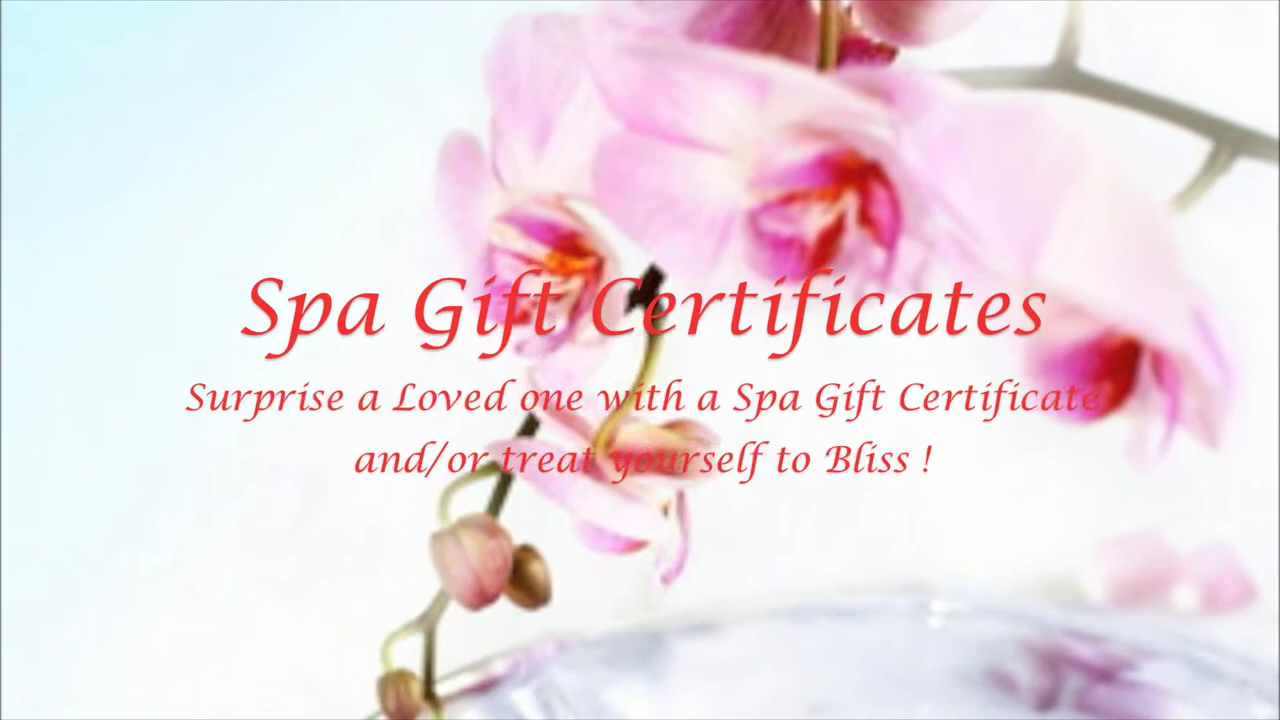 Spa Gift Certificates
Surprise a Loved one with a Spa Gift Certificate
and/or treat yourself to Bliss !